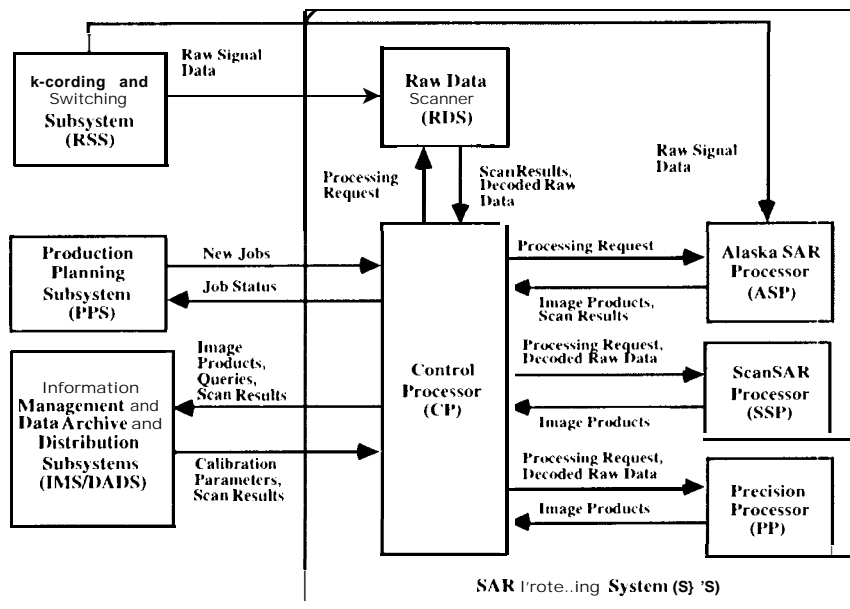 Raw Signal
Data
k-cording and
Switching
Subsystem
(RSS)
Raw Data
Scanner
(RDS)
Raw Signal
Data
Processing
Request
Scan Results,
Decoded Raw
Data
Production
Planning
Subsystem
(PPS)
New Jobs
Job Status
Processing Request
Image Products,
Scan Results
Alaska SAR
Processor
(ASP)
Information
Management and
Data Archive and
Distribution
Subsystems
(IMS/DADS)
Image
Products,
Queries,
Scan Results
Calibration
Parameters,
Scan Results
Control
Processor
(CP)
Processing Request,
Decoded Raw Data
Image Products
ScanSAR
Processor
(SSP)
Processing Request,
Decoded Raw Data
Image Products
Precision
Processor
(PP)
SAR l'rote..ing System (S} 'S)